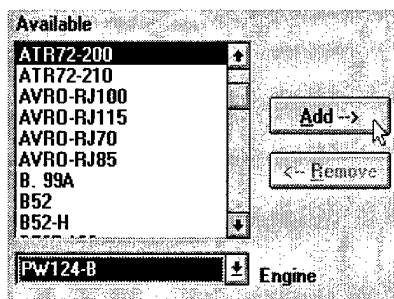 Available
ATR72-200
ATR72-210
AVRO-RJ100
AVRO-RJ115
AVRO-RJ70
AVRO-RJ85
B. 99A
B52
B52-H
Add -->
<-- Remove
PW124-B
Engine